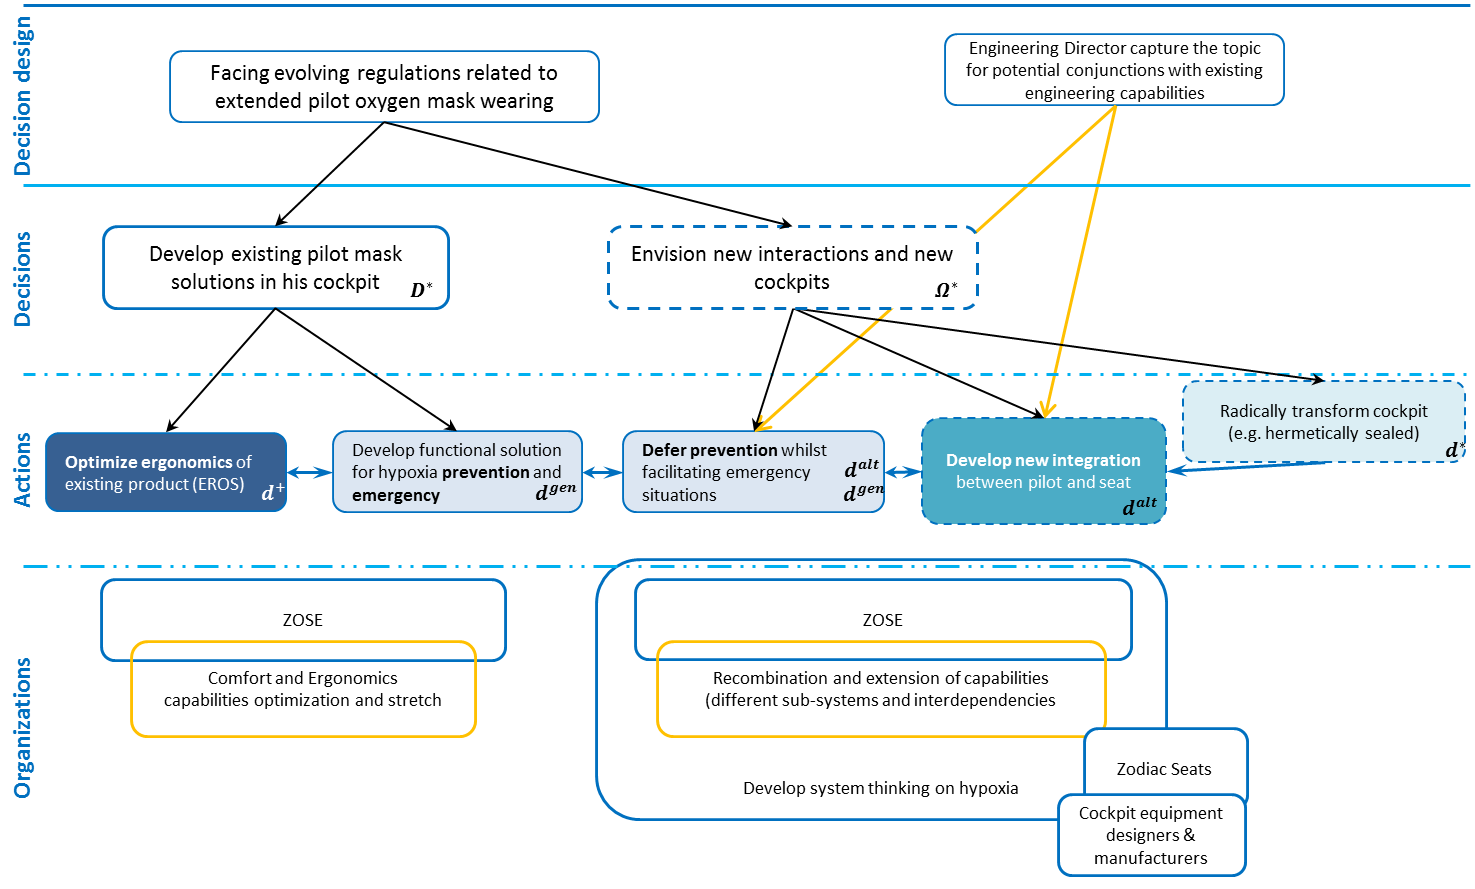 Decision design
Facing evolving regulations related to
extended pilot oxygen mask wearing
Engineering Director capture the topic
for potential conjunctions with existing
engineering capabilities
Decisions
Develop existing pilot mask
solutions in his cockpit
D*
Envision new interactions and new
cockpits
Ω*
Actions
Optimize ergonomics of
existing product (EROS)
d⁺
Develop functional solution
for hypoxia prevention and
emergency
dᵍᵉⁿ
Defer prevention whilst
facilitating emergency
situations
dᵃˡᵗ
dᵍᵉⁿ
Develop new integration
between pilot and seat
dᵃˡᵗ
Radically transform cockpit
(e.g. hermetically sealed)
d*
Organizations
ZOSE
Comfort and Ergonomics
capabilities optimization and stretch
ZOSE
Recombination and extension of capabilities
(different sub-systems and interdependencies
Develop system thinking on hypoxia
Zodiac Seats
Cockpit equipment
designers &
manufacturers